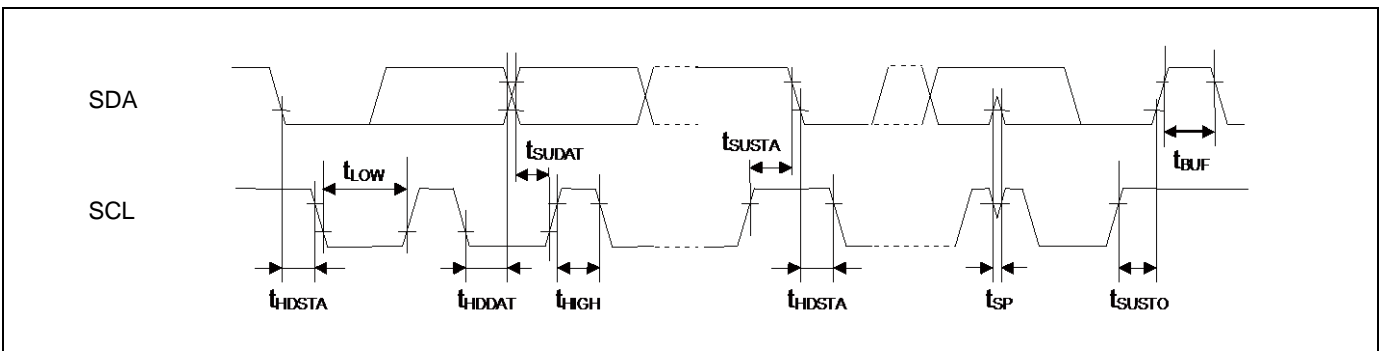 SDA
tSUDAT
tSUSTA
tBUF
tLOW
SCL
tHDSTA
tHDDAT
tHIGH
tHDSTA
tSP
tSUSTO